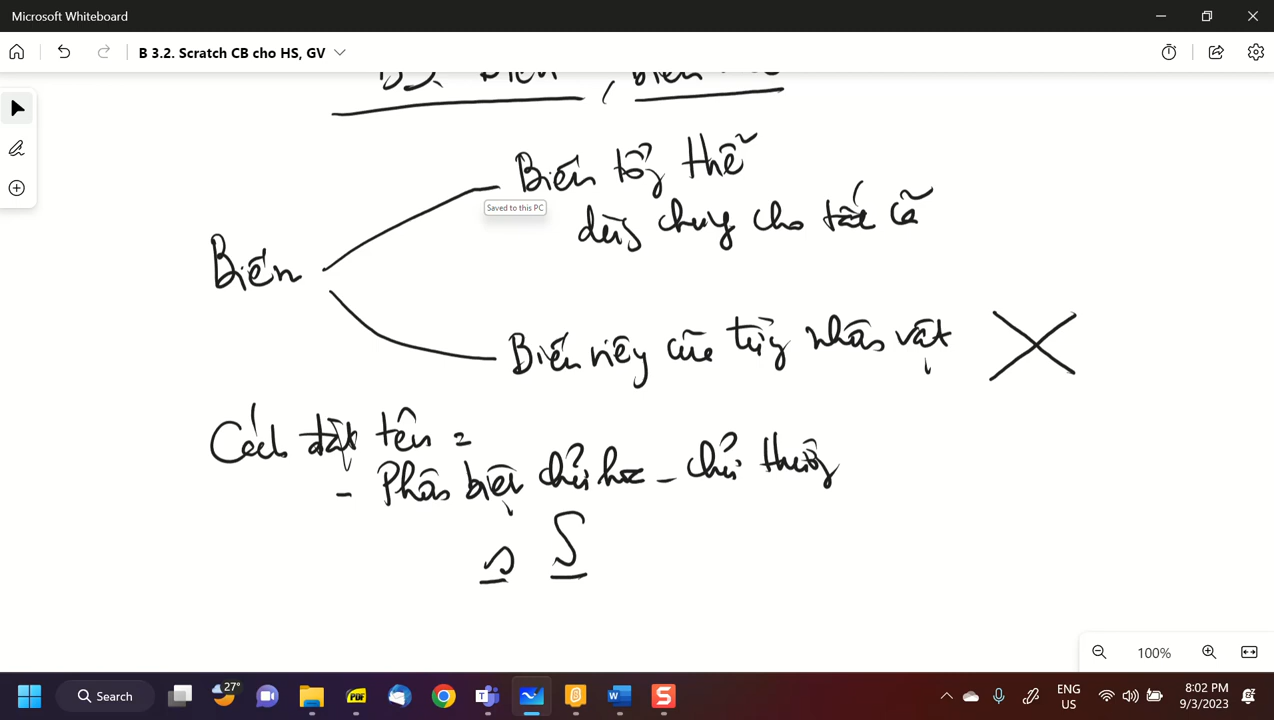 Microsoft Whiteboard
B 3.2. Scratch CB cho HS, GV
Biến tổng thể
Saved to this PC
dùng chung cho tất cả
Biến
Biến riêng của từng nhân vật
Cách đặt tên:
- Phân biệt chữ hoa - chữ thường
s S
100%
Search
27°
ENG
US
8:02 PM
9/3/2023